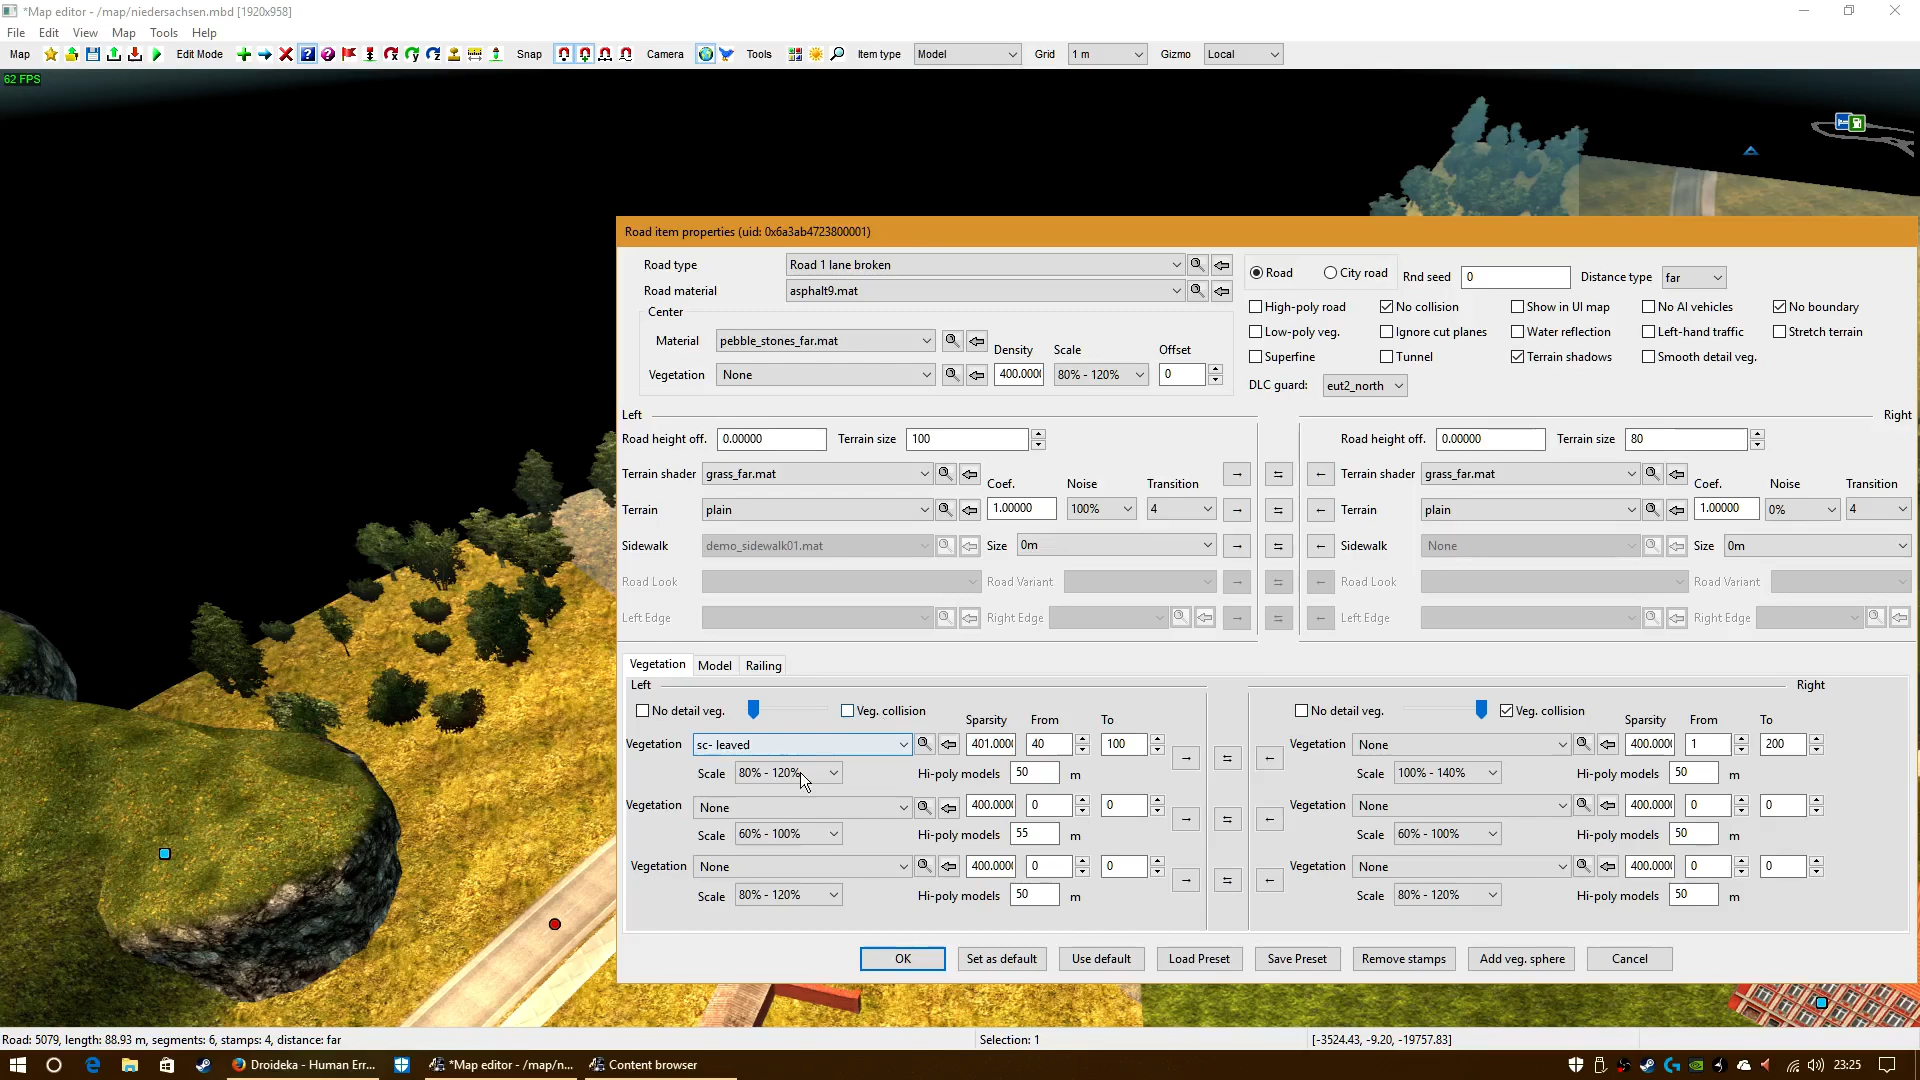 *Map editor - /map/niedersachsen.mbd [1920x958]
File Edit View Map Tools Help
Map Edit Mode Snap Camera Tools Item type Model Grid 1 m Gizmo Local
62 FPS
Road item properties (uid: 0x6a3ab4723800001)
Road type Road 1 lane broken Road City road Rnd seed 0 Distance type far
Road material asphalt9.mat
High-poly road No collision Show in UI map No AI vehicles No boundary
Center
Low-poly veg. Ignore cut planes Water reflection Left-hand traffic Stretch terrain
Material pebble_stones_far.mat Density Scale Offset
Superfine Tunnel Terrain shadows Smooth detail veg.
Vegetation None 400.000 80% - 120% 0
DLC guard: eut2_north
Left Right
Road height off. 0.00000 Terrain size 100 Road height off. 0.00000 Terrain size 80
Terrain shader grass_far.mat Coef. Noise Transition Terrain shader grass_far.mat Coef. Noise Transition
Terrain plain 1.00000 100% 4 Terrain plain 1.00000 0% 4
Sidewalk demo_sidewalk01.mat Size 0m Sidewalk None Size 0m
Road Look Road Variant Road Look Road Variant
Left Edge Right Edge Left Edge Right Edge
Vegetation Model Railing
Left Right
No detail veg. Veg. collision Sparsity From To No detail veg. Veg. collision Sparsity From To
Vegetation sc- leaved 401.000 40 100 Vegetation None 400.000 1 200
Scale 80% - 120% Hi-poly models 50 m Scale 100% - 140% Hi-poly models 50 m
Vegetation None 400.000 0 0 Vegetation None 400.000 0 0
Scale 60% - 100% Hi-poly models 55 m Scale 60% - 100% Hi-poly models 50 m
Vegetation None 400.000 0 0 Vegetation None 400.000 0 0
Scale 80% - 120% Hi-poly models 50 m Scale 80% - 120% Hi-poly models 50 m
OK Set as default Use default Load Preset Save Preset Remove stamps Add veg. sphere Cancel
Road: 5079, length: 88.93 m, segments: 6, stamps: 4, distance: far Selection: 1 [-3524.43, -9.20, -19757.83]
Droideka - Human Err... *Map editor - /map/n... Content browser 23:25